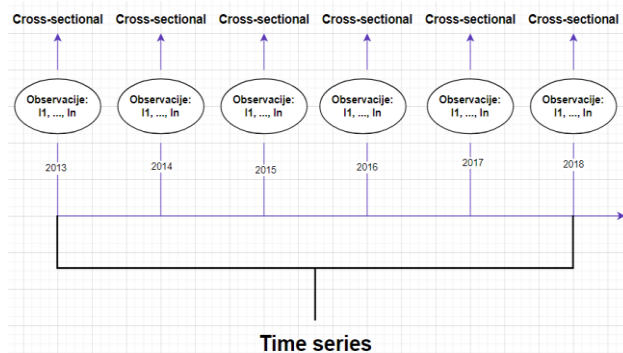 Cross-sectional Cross-sectional Cross-sectional Cross-sectional Cross-sectional Cross-sectional
Observacije: Observacije: Observacije: Observacije: Observacije: Observacije:
I1, ..., In I1, ..., In I1, ..., In I1, ..., In I1, ..., In I1, ..., In
2013 2014 2015 2016 2017 2018
Time series